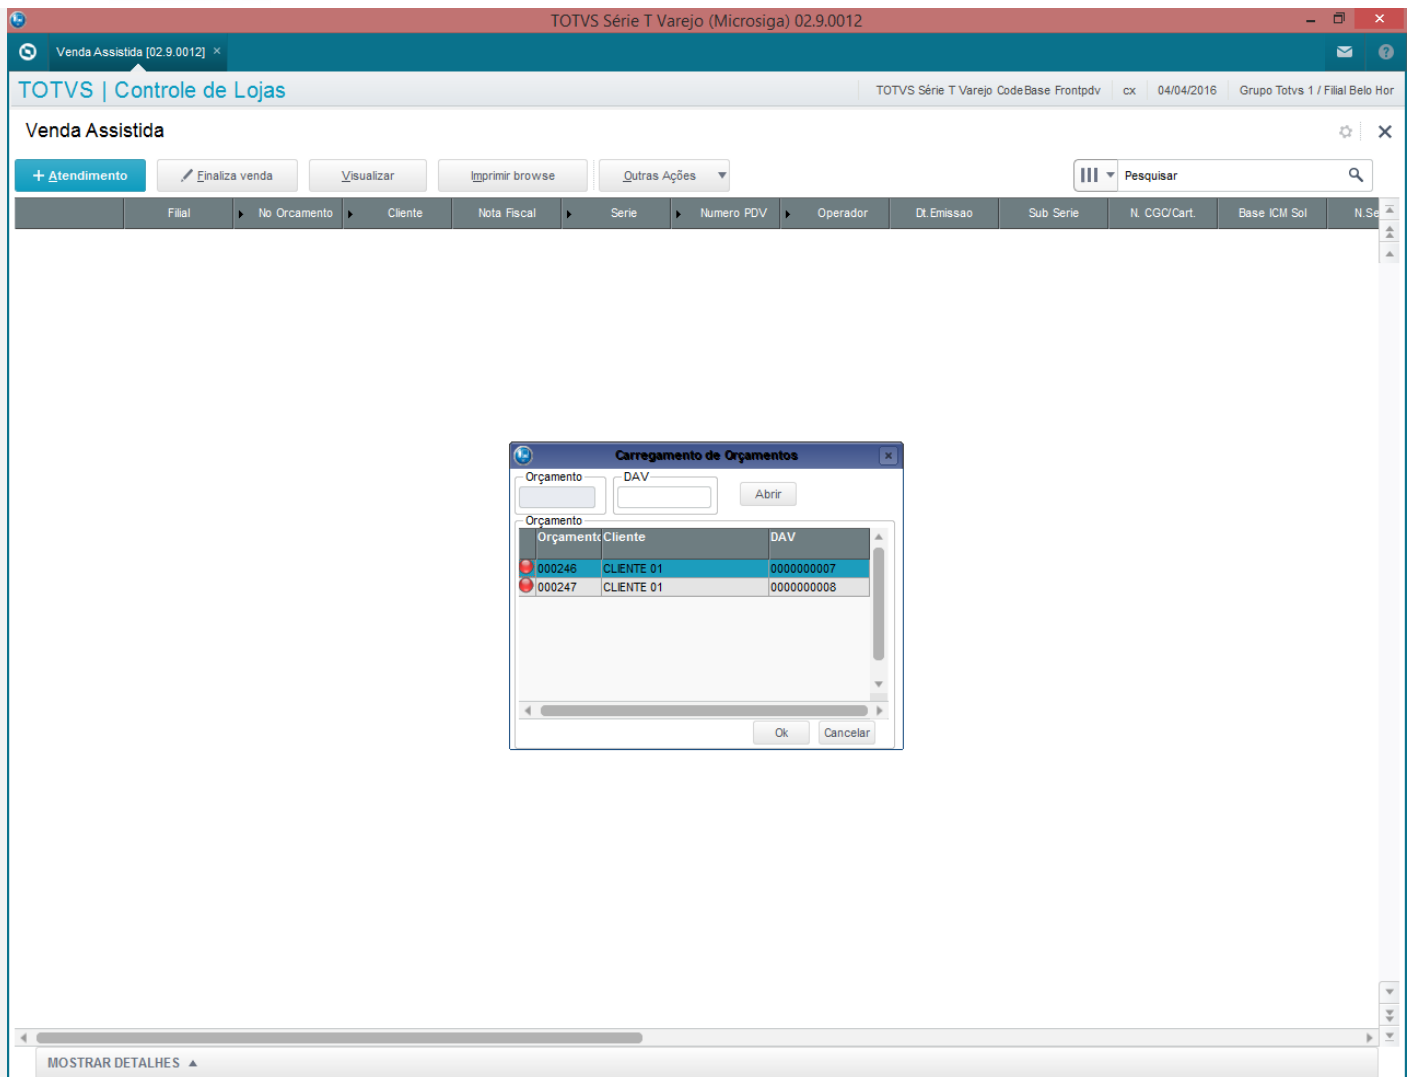 TOTVS Série T Varejo (Microsiga) 02.9.0012
Venda Assistida [02.9.0012]
TOTVS | Controle de Lojas
TOTVS Série T Varejo CodeBase Frontpdv cx 04/04/2016 Grupo Totvs 1 / Filial Belo Hor
Venda Assistida
+ Atendimento Finaliza venda Visualizar Imprimir browse Outras Ações Pesquisar
Filial No Orcamento Cliente Nota Fiscal Serie Numero PDV Operador Dt.Emissao Sub Serie N. CGC/Cart. Base ICM Sol N.Se
Carregamento de Orçamentos
Orçamento DAV
Abrir
Orçamento
Orçamento Cliente DAV
000246 CLIENTE 01 0000000007
000247 CLIENTE 01 0000000008
Ok Cancelar
MOSTRAR DETALHES